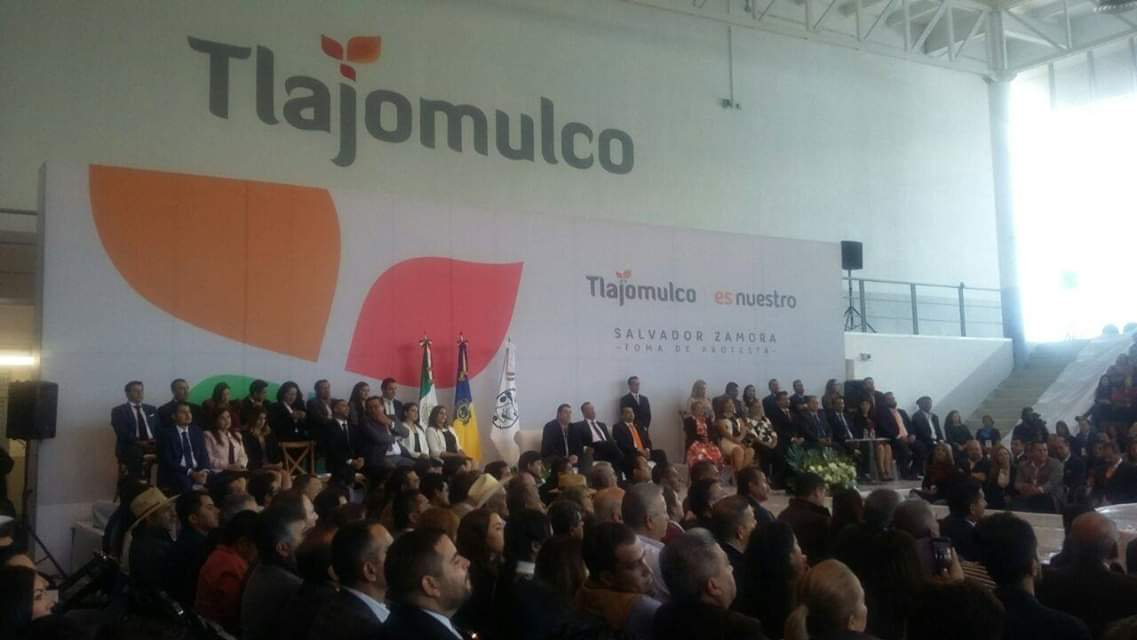 Tlajomulco
Tlajomulco es nuestro
SALVADOR ZAMORA
-TOMA DE PROTESTA-